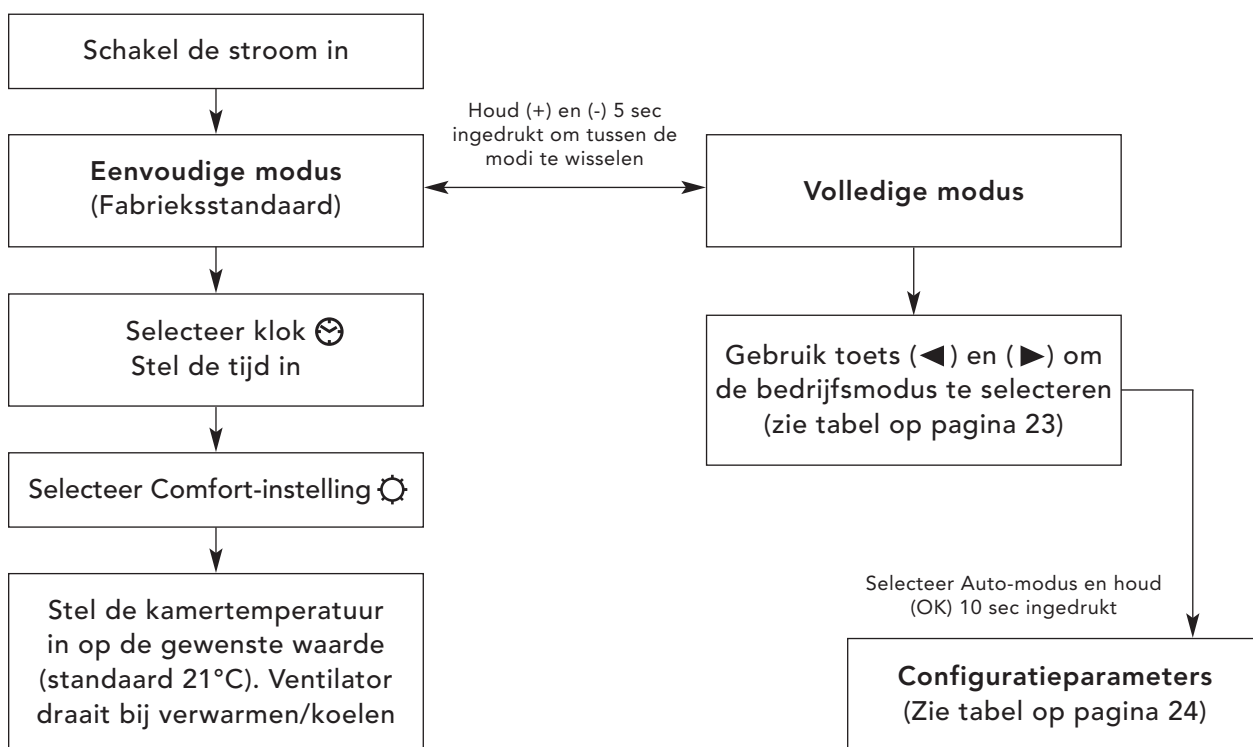 Schakel de stroom in
Houd (+) en (-) 5 sec
ingedrukt om tussen de
modi te wisselen
Eenvoudige modus
(Fabrieksstandaard)
Volledige modus
Selecteer klok
Stel de tijd in
Gebruik toets (◀) en (▶) om
de bedrijfsmodus te selecteren
(zie tabel op pagina 23)
Selecteer Comfort-instelling
Stel de kamertemperatuur
in op de gewenste waarde
(standaard 21°C). Ventilator
draait bij verwarmen/koelen
Selecteer Auto-modus en houd
(OK) 10 sec ingedrukt
Configuratieparameters
(Zie tabel op pagina 24)